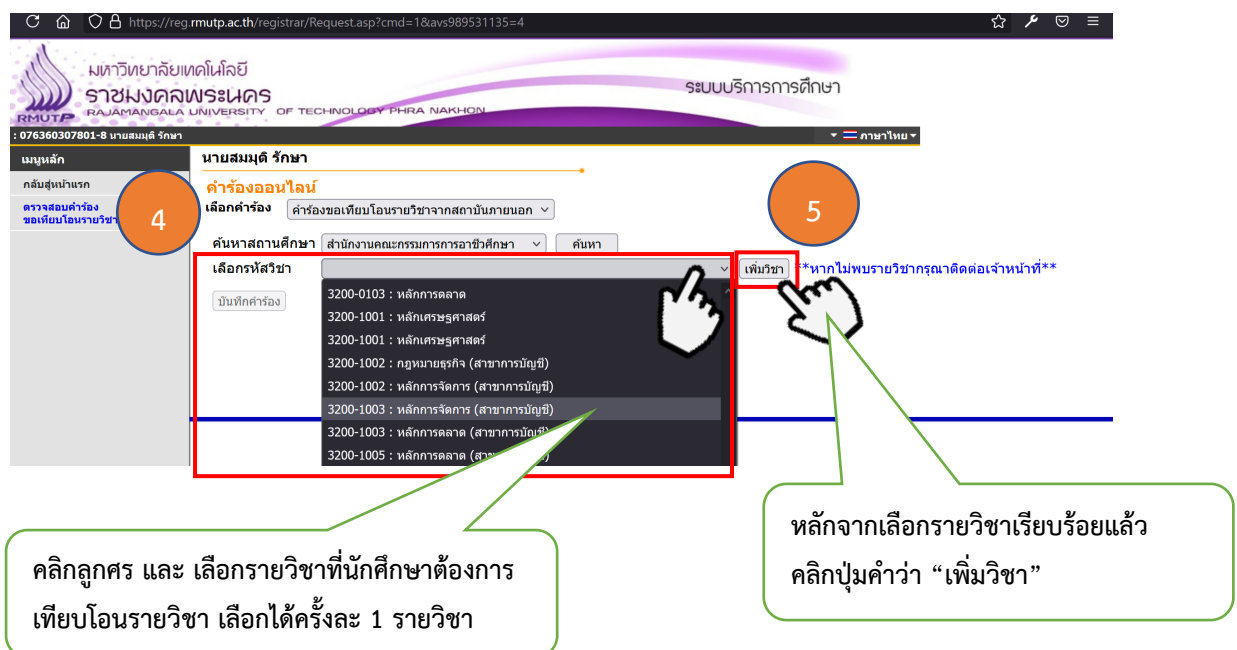 https://reg.rmutp.ac.th/registrar/Request.asp?cmd=1&avs989531135=4
มหาวิทยาลัยเทคโนโลยี
ราชมงคลพระนคร
RMUTP RAJAMANGALA UNIVERSITY OF TECHNOLOGY PHRA NAKHON
ระบบบริการการศึกษา
: 076360307801-8 นายสมมุติ รักษา
ภาษาไทย
เมนูหลัก
กลับสู่หน้าแรก
ตรวจสอบคำร้อง
ขอเทียบโอนรายวิชา
นายสมมุติ รักษา
คำร้องออนไลน์
4
5
เลือกคำร้อง คำร้องขอเทียบโอนรายวิชาจากสถาบันภายนอก
ค้นหาสถานศึกษา สำนักงานคณะกรรมการการอาชีวศึกษา ค้นหา
เลือกรหัสวิชา เพิ่มวิชา **หากไม่พบรายวิชากรุณาติดต่อเจ้าหน้าที่**
บันทึกคำร้อง
3200-0103 : หลักการตลาด
3200-1001 : หลักเศรษฐศาสตร์
3200-1001 : หลักเศรษฐศาสตร์
3200-1002 : กฎหมายธุรกิจ (สาขาการบัญชี)
3200-1002 : หลักการจัดการ (สาขาการบัญชี)
3200-1003 : หลักการจัดการ (สาขาการบัญชี)
3200-1003 : หลักการตลาด (สาขาการบัญชี)
3200-1005 : หลักการตลาด
คลิกลูกศร และ เลือกรายวิชาที่นักศึกษาต้องการ
เทียบโอนรายวิชา เลือกได้ครั้งละ 1 รายวิชา
หลักจากเลือกรายวิชาเรียบร้อยแล้ว
คลิกปุ่มคำว่า “เพิ่มวิชา”